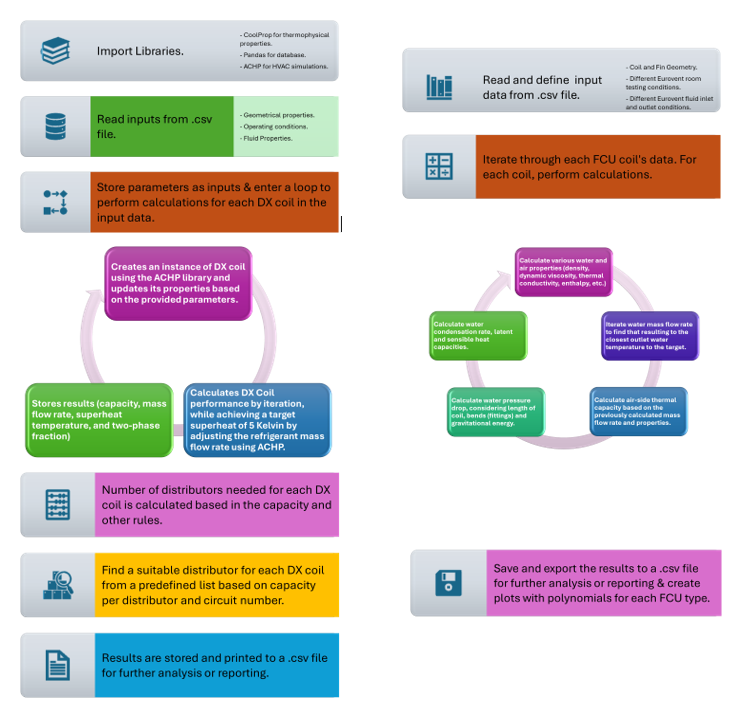 Import Libraries.
- CoolProp for thermophysical
properties.
- Pandas for database.
- ACHP for HVAC simulations.
Read inputs from .csv
file.
- Geometrical properties.
- Operating conditions.
- Fluid Properties.
Store parameters as inputs & enter a loop to
perform calculations for each DX coil in the
input data.
Creates an instance of DX coil
using the ACHP library and
updates its properties based
on the provided parameters.
Stores results (capacity, mass
flow rate, superheat
temperature, and two-phase
fraction)
Calculates DX Coil
performance by iteration,
while achieving a target
superheat of 5 Kelvin by
adjusting the refrigerant mass
flow rate using ACHP.
Number of distributors needed for each DX
coil is calculated based in the capacity and
other rules.
Find a suitable distributor for each DX coil
from a predefined list based on capacity
per distributor and circuit number.
Results are stored and printed to a .csv file
for further analysis or reporting.
Read and define input
data from .csv file.
- Coil and Fin Geometry.
- Different Eurovent room
testing conditions.
- Different Eurovent fluid inlet
and outlet conditions.
Iterate through each FCU coil's data. For
each coil, perform calculations.
Calculate various water and
air properties (density,
dynamic viscosity, thermal
conductivity, enthalpy, etc.)
Calculate water
condensation rate, latent
and sensible heat
capacities.
Iterate water mass flow rate
to find that resulting to the
closest outlet water
temperature to the target.
Calculate water pressure
drop, considering length of
coil, bends (fittings) and
gravitational energy.
Calculate air-side thermal
capacity based on the
previously calculated mass
flow rate and properties.
Save and export the results to a .csv file
for further analysis or reporting & create
plots with polynomials for each FCU type.